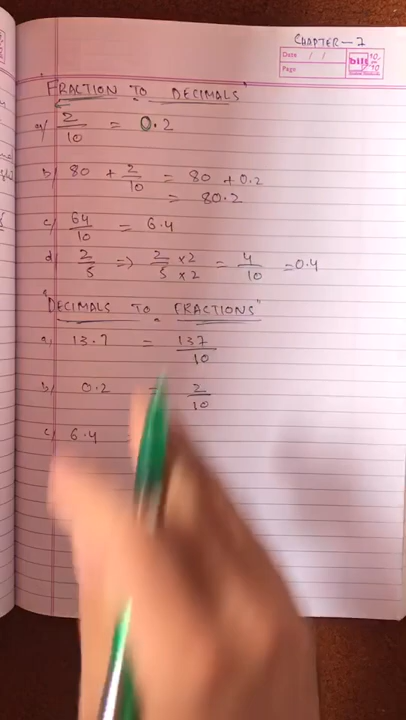 CHAPTER-7
Date / /
Page
FRACTION TO DECIMALS
a/ 2/10 = 0.2
b) 80 + 2/10 = 80 + 0.2
= 80.2
c/ 64/10 = 6.4
d) 2/5 => 2/5 ×2/×2 = 4/10 = 0.4
"DECIMALS TO FRACTIONS"
a, 13.7 = 137/10
b/ 0.2 = 2/10
c/ 6.4